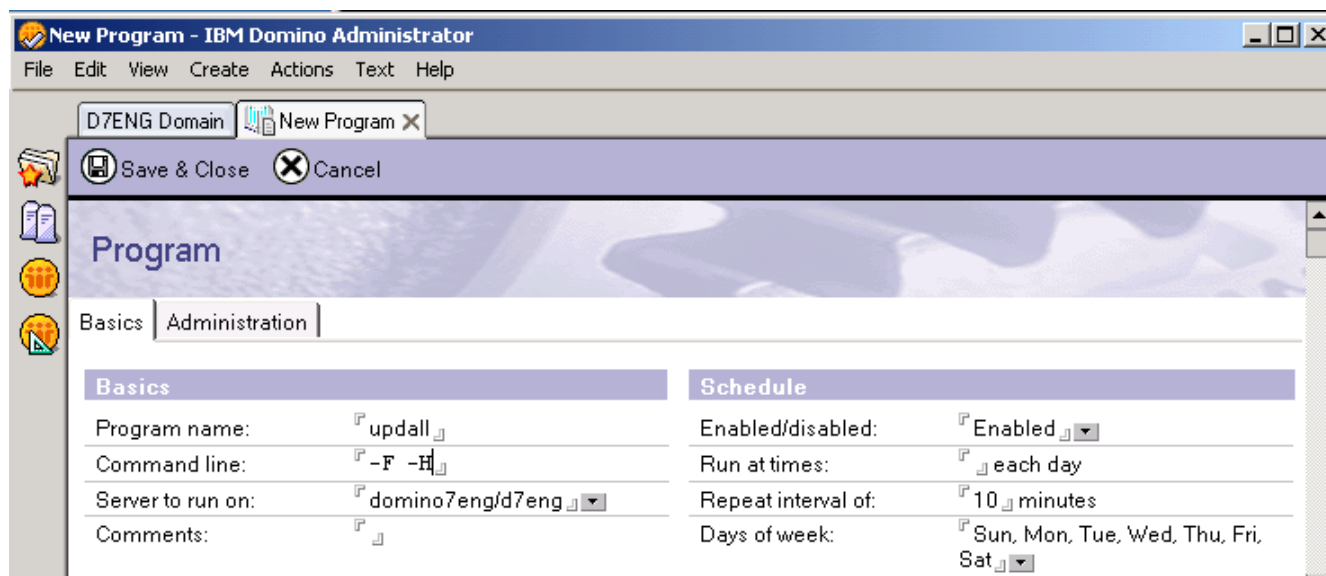 New Program - IBM Domino Administrator
File Edit View Create Actions Text Help
D7ENG Domain New Program
Save & Close Cancel
Program
Basics Administration
Basics Schedule
Program name: updall Enabled/disabled: Enabled
Command line: -F -H Run at times: each day
Server to run on: domino7eng/d7eng Repeat interval of: 10 minutes
Comments: Days of week: Sun, Mon, Tue, Wed, Thu, Fri,
Sat